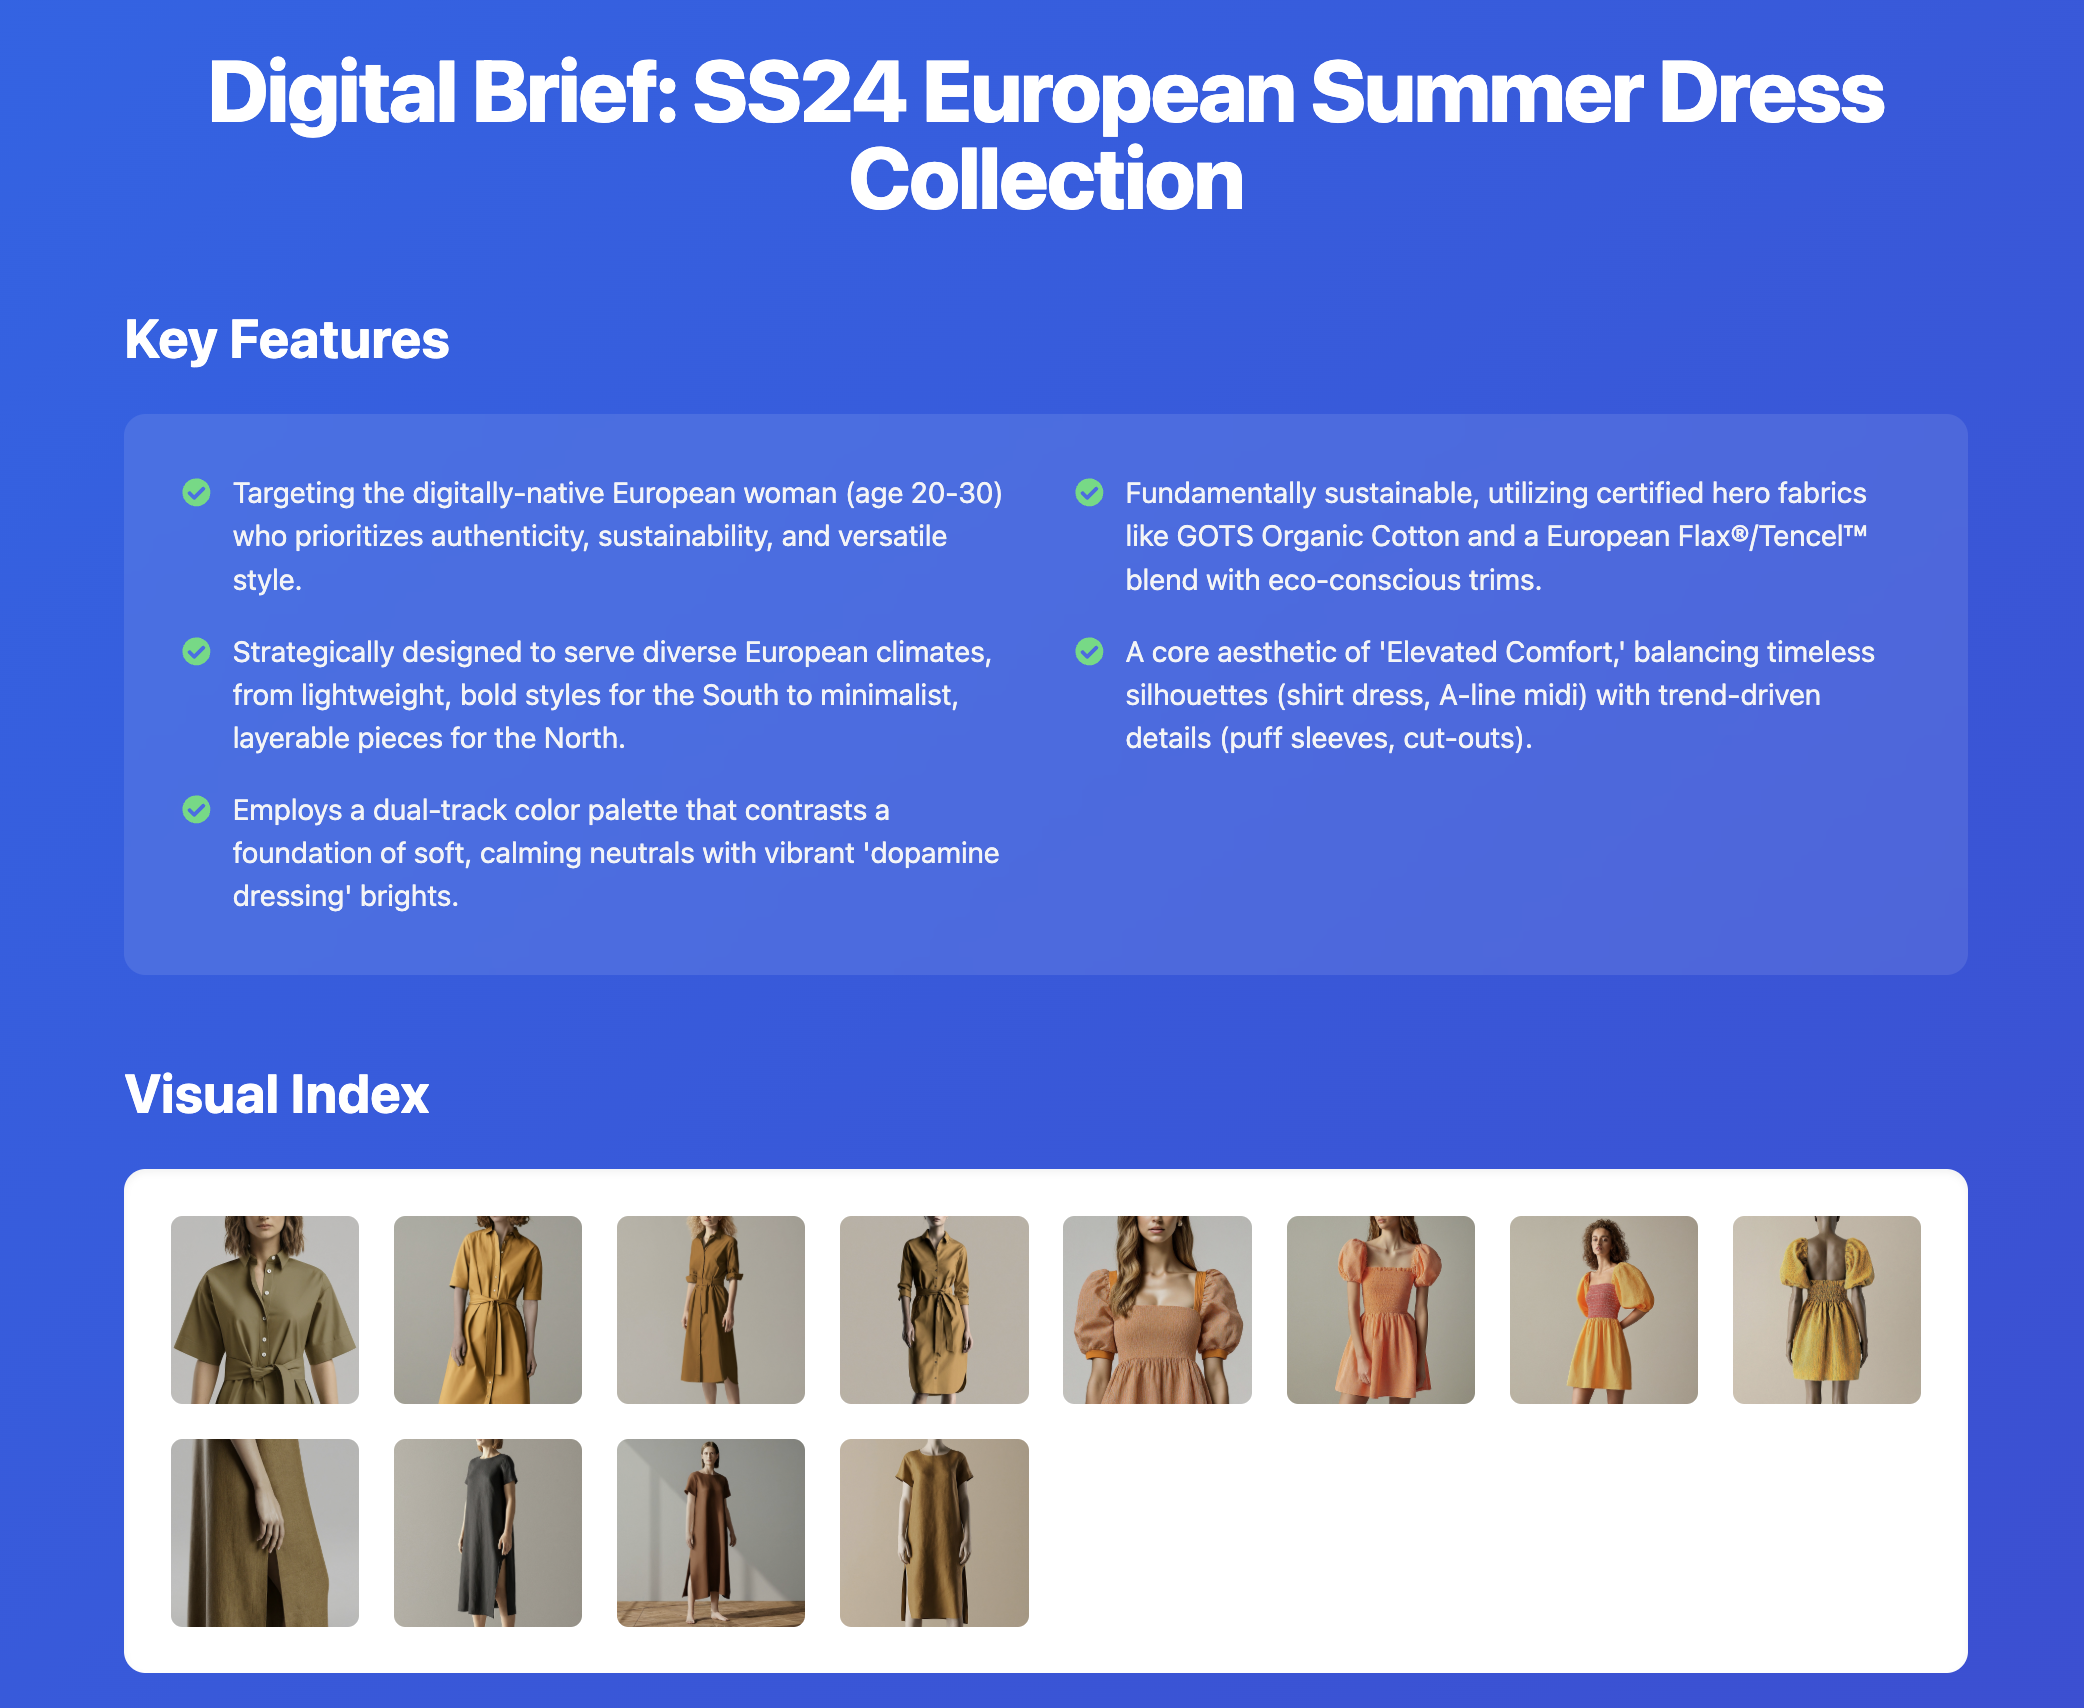 Digital Brief: SS24 European Summer Dress
Collection
Key Features
Targeting the digitally-native European woman (age 20-30)
who prioritizes authenticity, sustainability, and versatile
style.
Fundamentally sustainable, utilizing certified hero fabrics
like GOTS Organic Cotton and a European Flax®/Tencel™
blend with eco-conscious trims.
Strategically designed to serve diverse European climates,
from lightweight, bold styles for the South to minimalist,
layerable pieces for the North.
A core aesthetic of 'Elevated Comfort,' balancing timeless
silhouettes (shirt dress, A-line midi) with trend-driven
details (puff sleeves, cut-outs).
Employs a dual-track color palette that contrasts a
foundation of soft, calming neutrals with vibrant 'dopamine
dressing' brights.
Visual Index